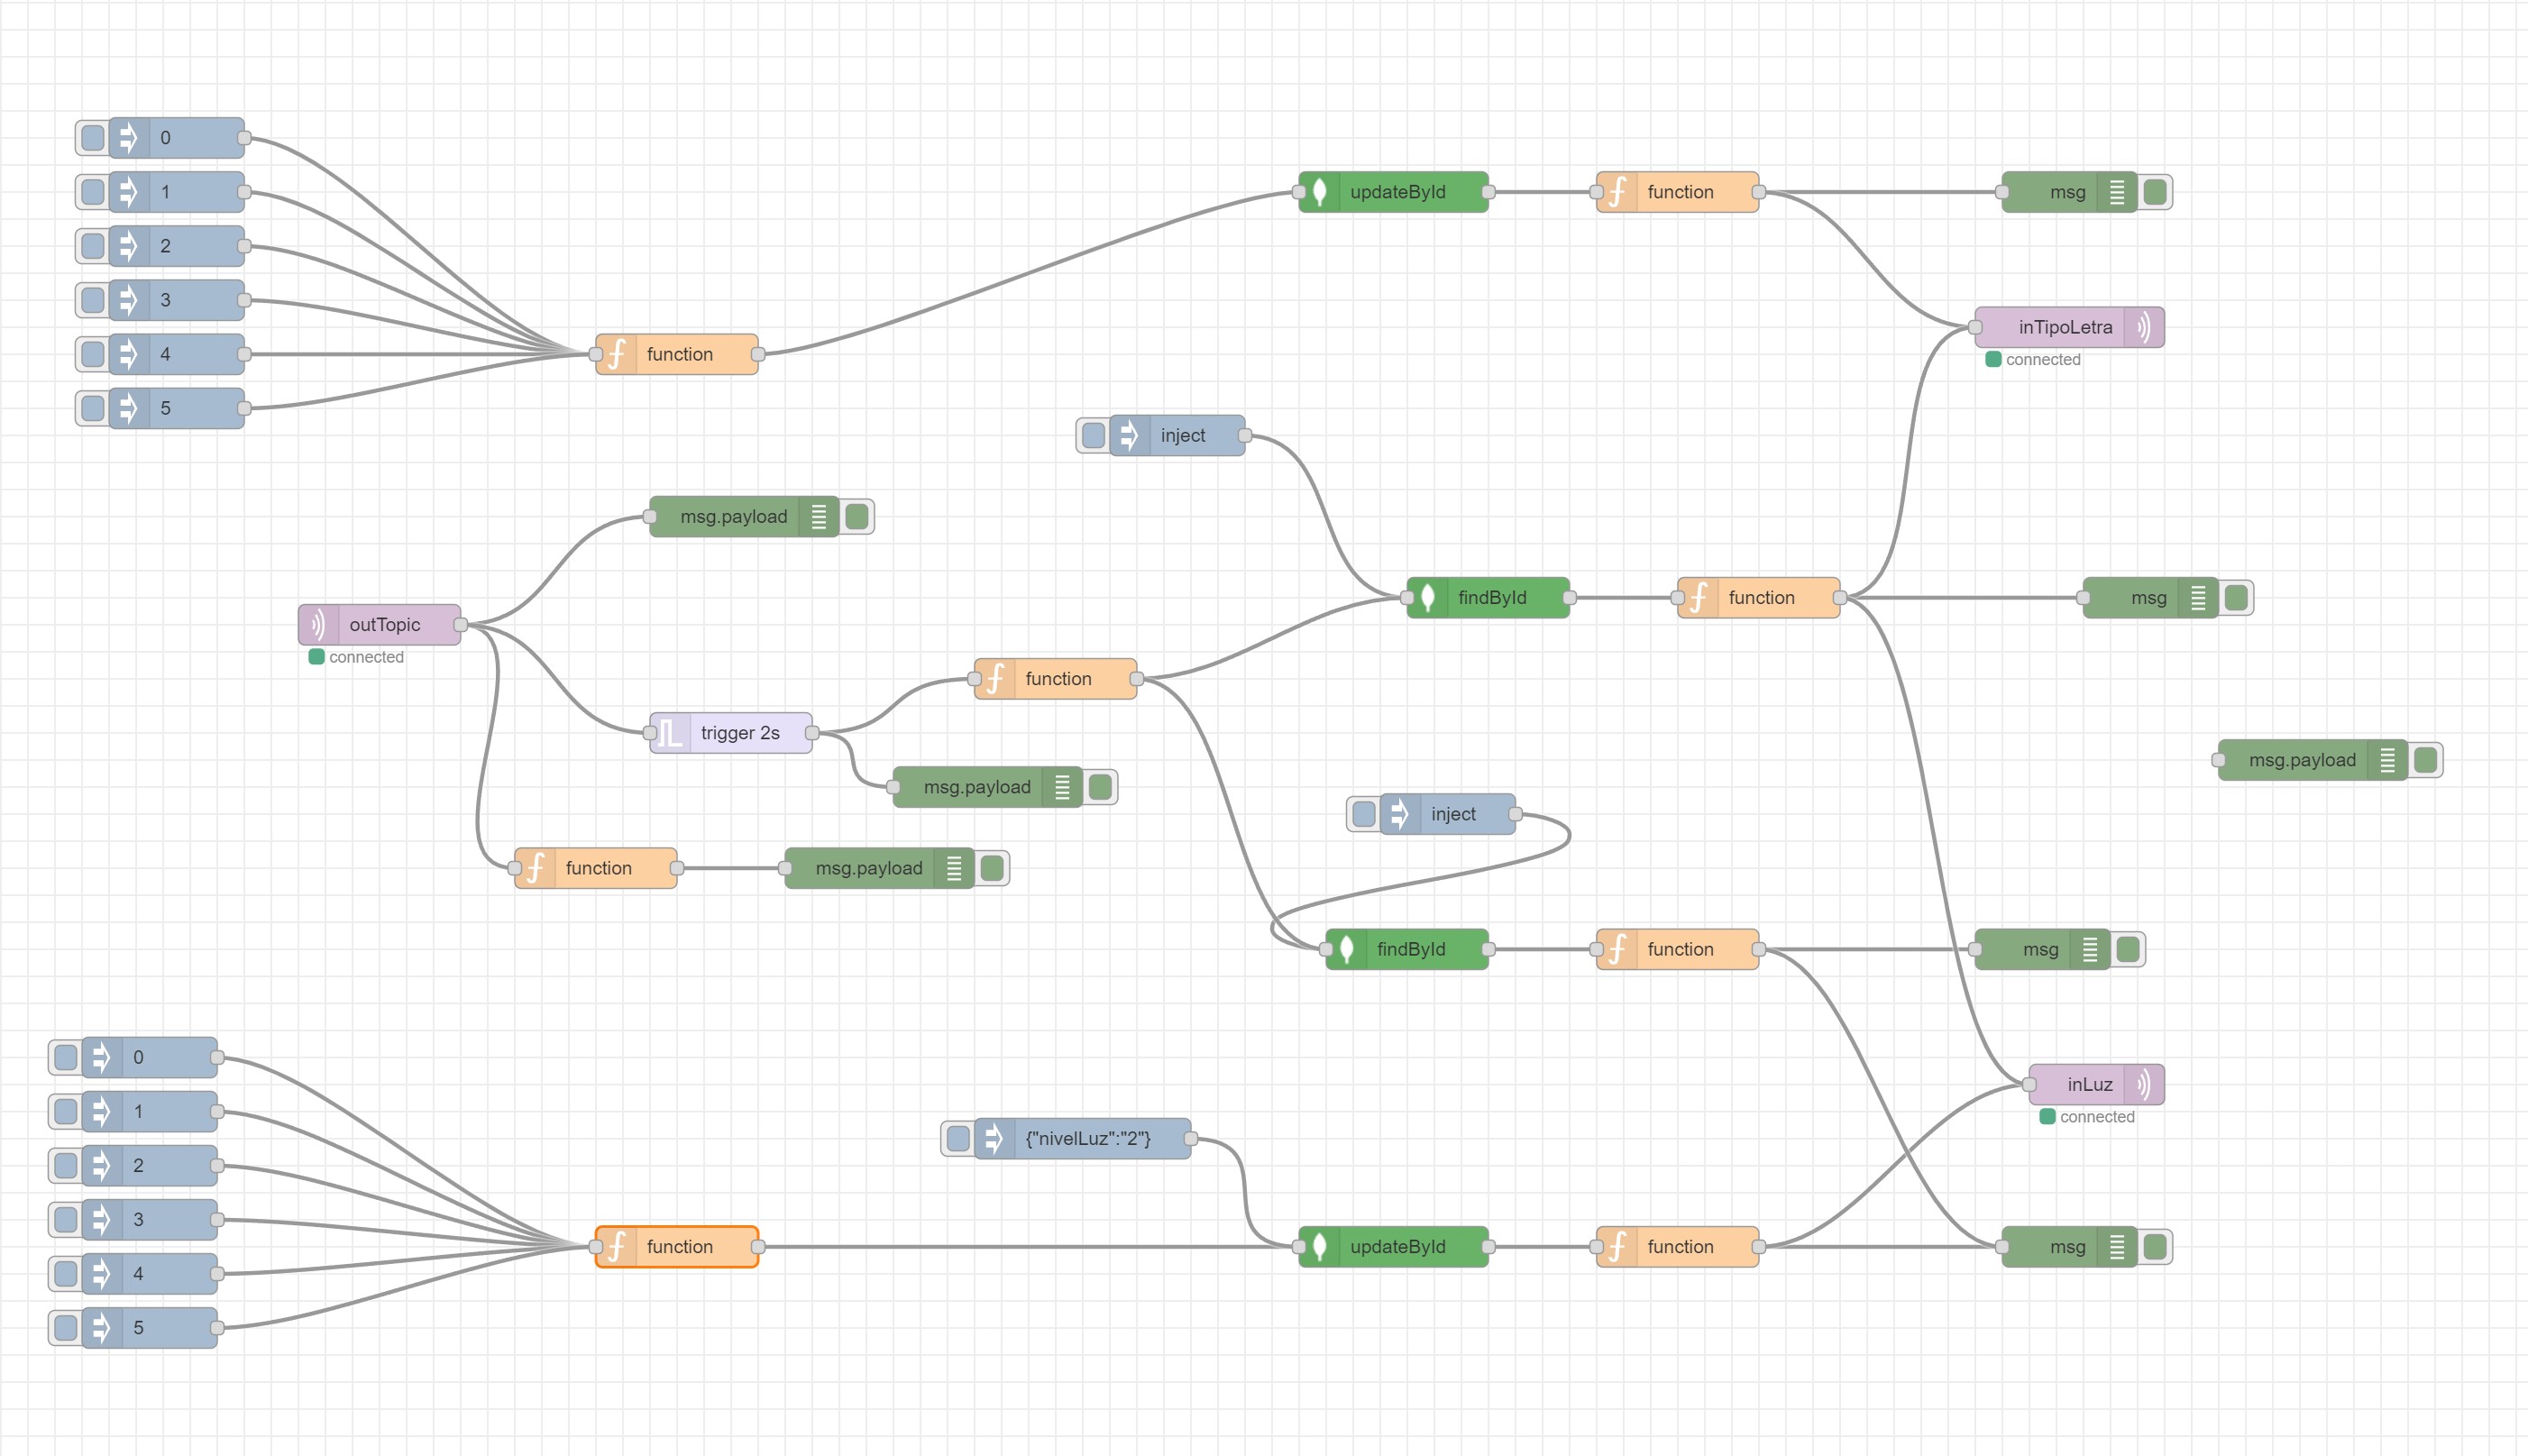 0
1
updateById
function
msg
2
3
inTipoLetra
connected
4
function
5
inject
msg.payload
findById
function
msg
outTopic
connected
function
trigger 2s
msg.payload
msg.payload
inject
function
msg.payload
findById
function
msg
0
inLuz
connected
1
{"nivelLuz":"2"}
2
3
function
updateById
function
msg
4
5